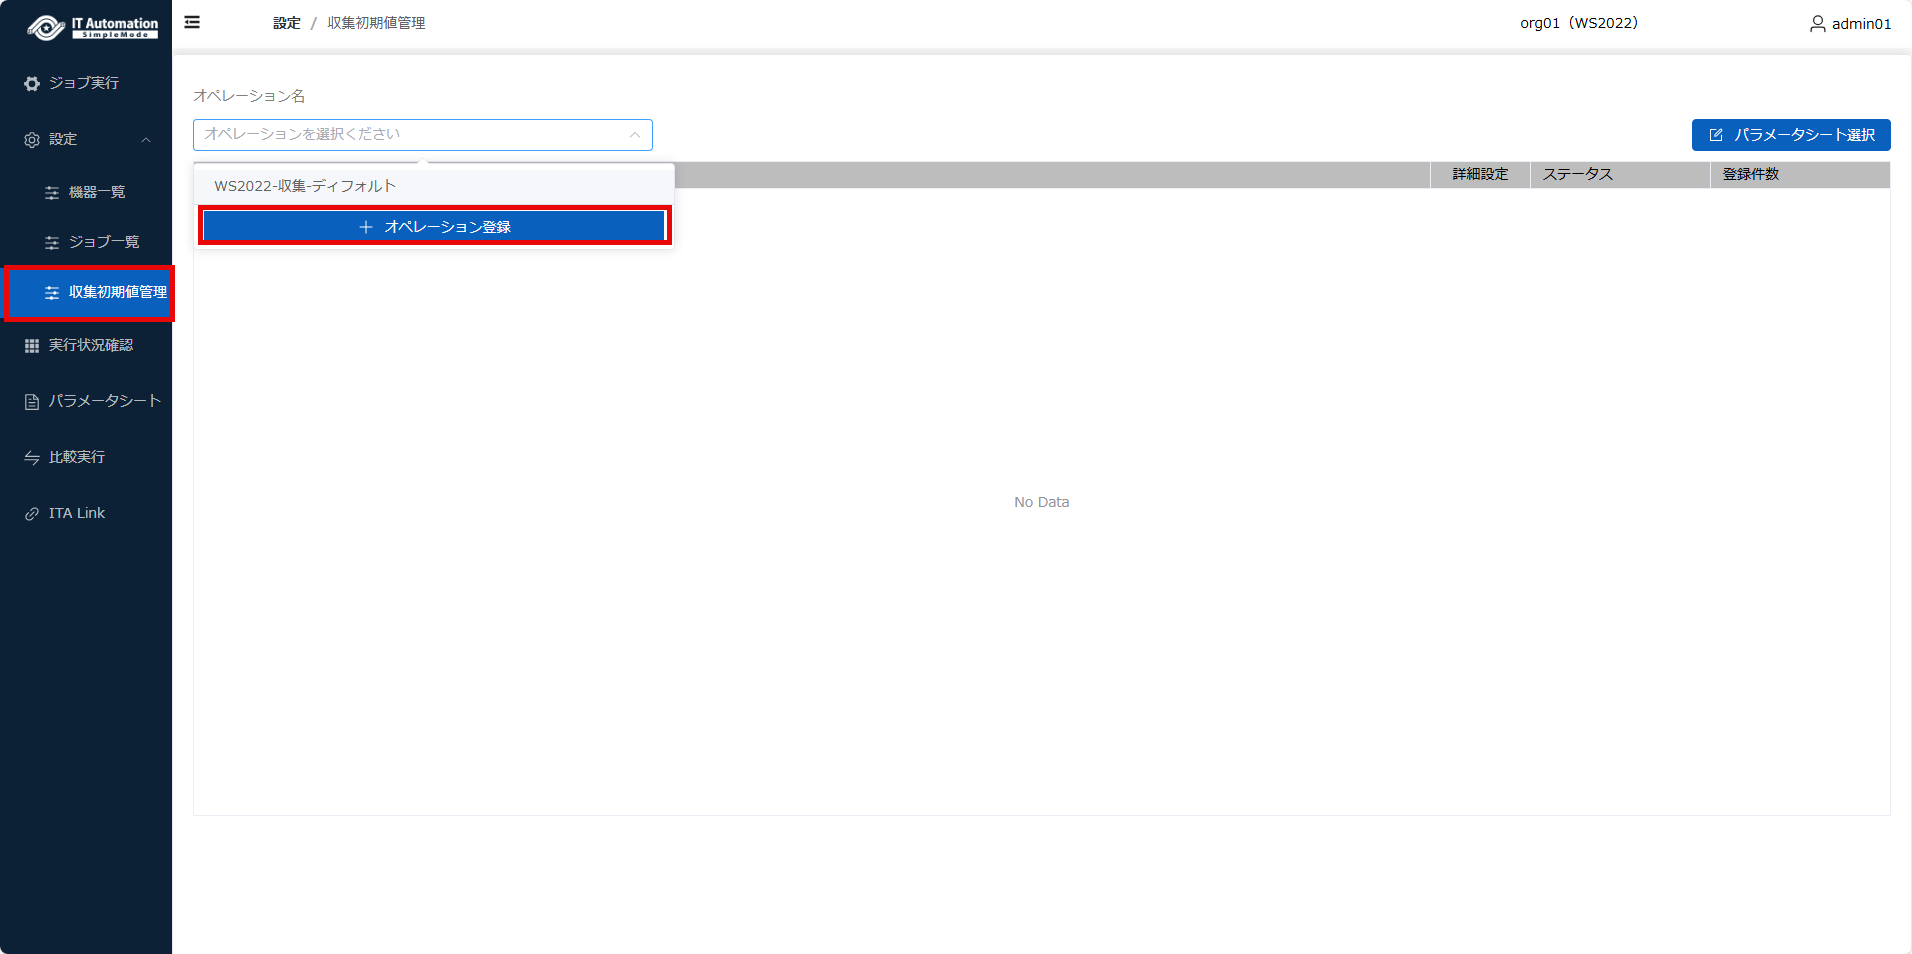 IT Automation
SimpleMode
設定 / 収集初期値管理
org01（WS2022）
admin01
ジョブ実行
設定
機器一覧
ジョブ一覧
収集初期値管理
実行状況確認
パラメータシート
比較実行
ITA Link
オペレーション名
オペレーションを選択ください
パラメータシート選択
WS2022-収集-ディフォルト
オペレーション登録
詳細設定
ステータス
登録件数
No Data